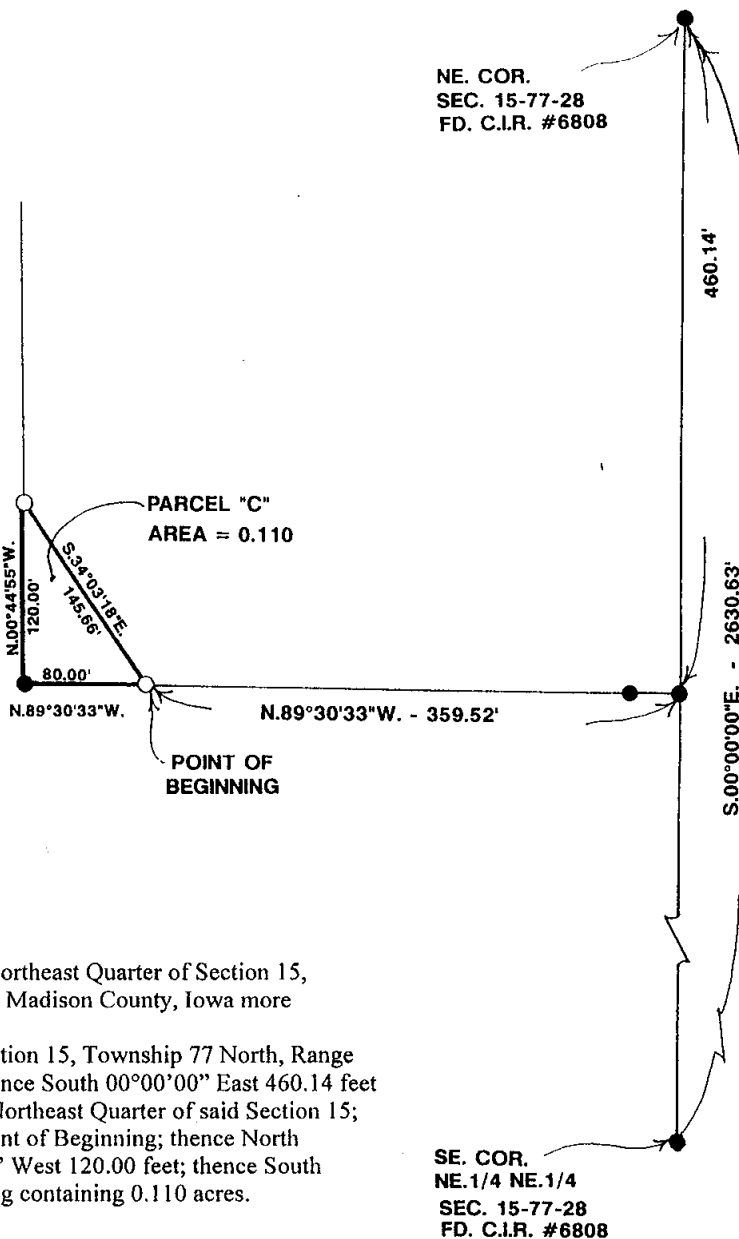 NE. COR.
SEC. 15-77-28
FD. C.I.R. #6808
460.14'
PARCEL "C"
AREA = 0.110
N.00°44'55"W.
120.00'
S.34°03'18"E.
145.66'
80.00'
N.89°30'33"W.
N.89°30'33"W. - 359.52'
POINT OF
BEGINNING
S.00°00'00"E. - 2630.63'
ortheast Quarter of Section 15,
Madison County, Iowa more
tion 15, Township 77 North, Range
nce South 00°00'00" East 460.14 feet
Northeast Quarter of said Section 15;
nt of Beginning; thence North
' West 120.00 feet; thence South
g containing 0.110 acres.
SE. COR.
NE.1/4 NE.1/4
SEC. 15-77-28
FD. C.I.R. #6808